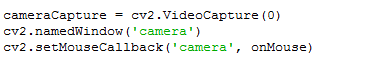 cameraCapture = cv2.VideoCapture(0)
cv2.namedWindow('camera')
cv2.setMouseCallback('camera', onMouse)